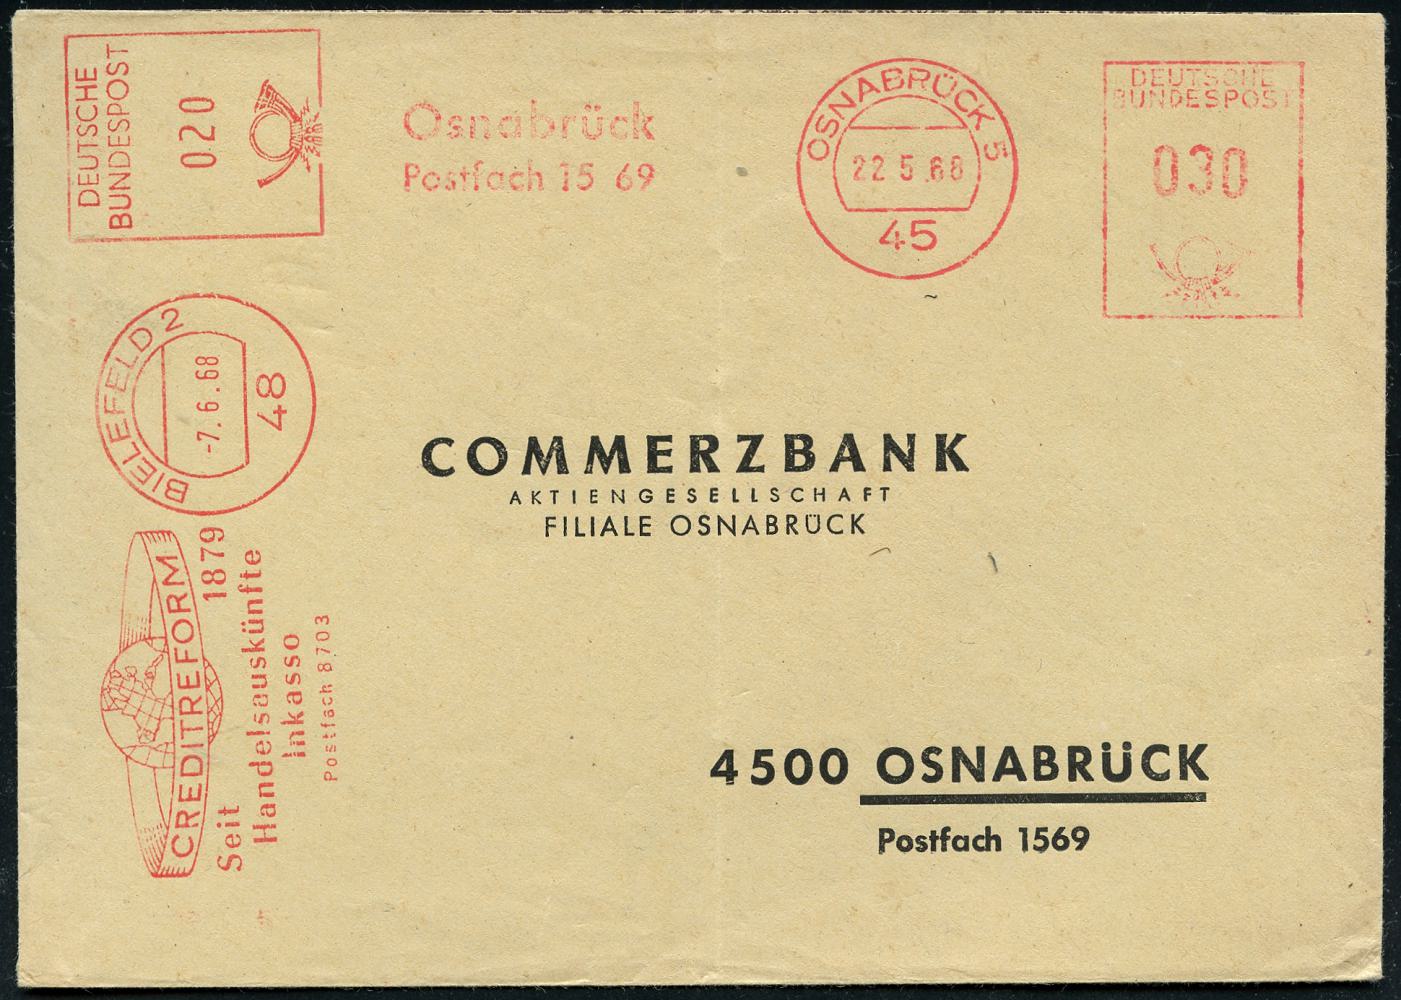 DEUTSCHE
BUNDESPOST
020
Osnabrück
Postfach 15 69
OSNABRÜCK 5
22.5.68
45
DEUTSCHE
BUNDESPOST
030
BIELEFELD 2
-7.6.68
48
CREDITREFORM
Seit 1879
Handelsauskünfte
Inkasso
Postfach 8703
COMMERZBANK
AKTIENGESELLSCHAFT
FILIALE OSNABRÜCK
4500 OSNABRÜCK
Postfach 1569